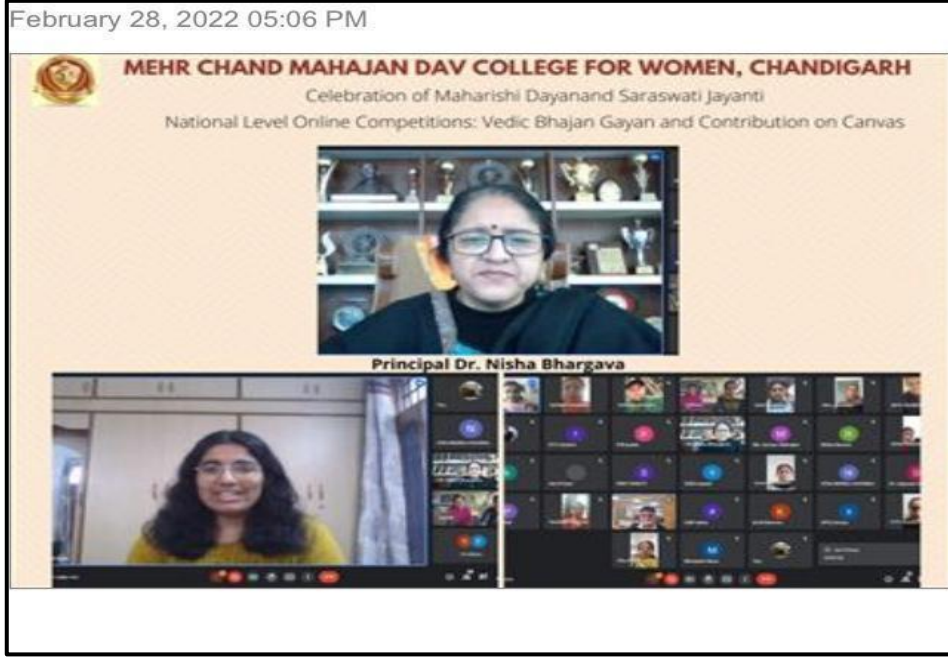 February 28, 2022 05:06 PM
MEHR CHAND MAHAJAN DAV COLLEGE FOR WOMEN, CHANDIGARH
Celebration of Maharishi Dayanand Saraswati Jayanti
National Level Online Competitions: Vedic Bhajan Gayan and Contribution on Canvas
Principal Dr. Nisha Bhargava